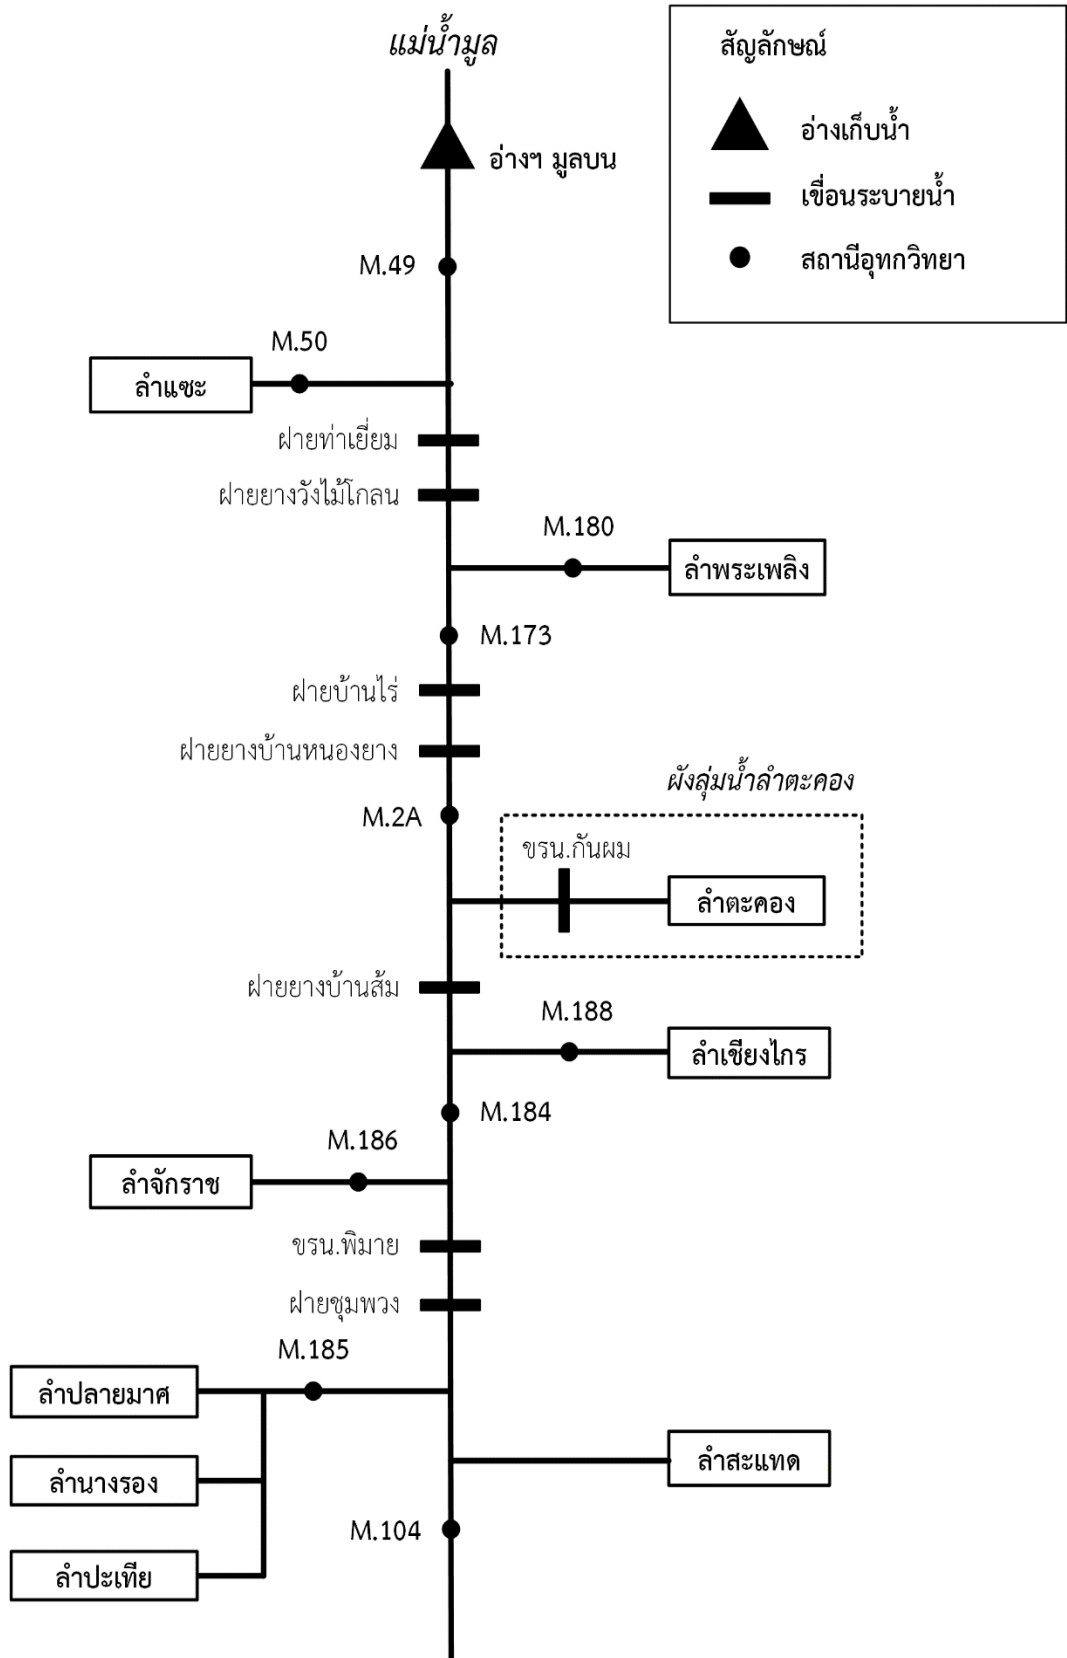 แม่น้ำมูล
สัญลักษณ์
อ่างเก็บน้ำ
เขื่อนระบายน้ำ
สถานีอุทกวิทยา
อ่างฯ มูลบน
M.49
M.50
ลำแซะ
ฝายท่าเยี่ยม
ฝายยางวังไม้โกลน
M.180
ลำพระเพลิง
M.173
ฝายบ้านไร่
ฝายยางบ้านหนองยาง
ผังลุ่มน้ำลำตะคอง
M.2A
ขรน.กันผม
ลำตะคอง
ฝายยางบ้านส้ม
M.188
ลำเชียงไกร
M.184
M.186
ลำจักราช
ขรน.พิมาย
ฝายชุมพวง
M.185
ลำปลายมาศ
ลำสะแทด
ลำนางรอง
M.104
ลำปะเทีย